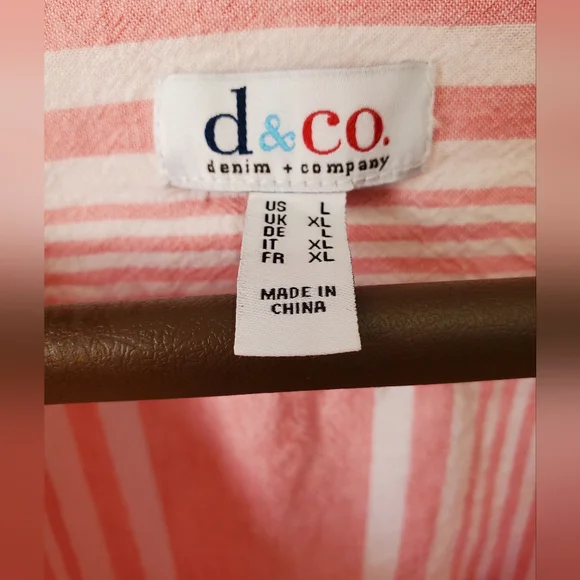 d&co.
denim + company
US L
UK XL
DE L
IT XL
FR XL
MADE IN
CHINA